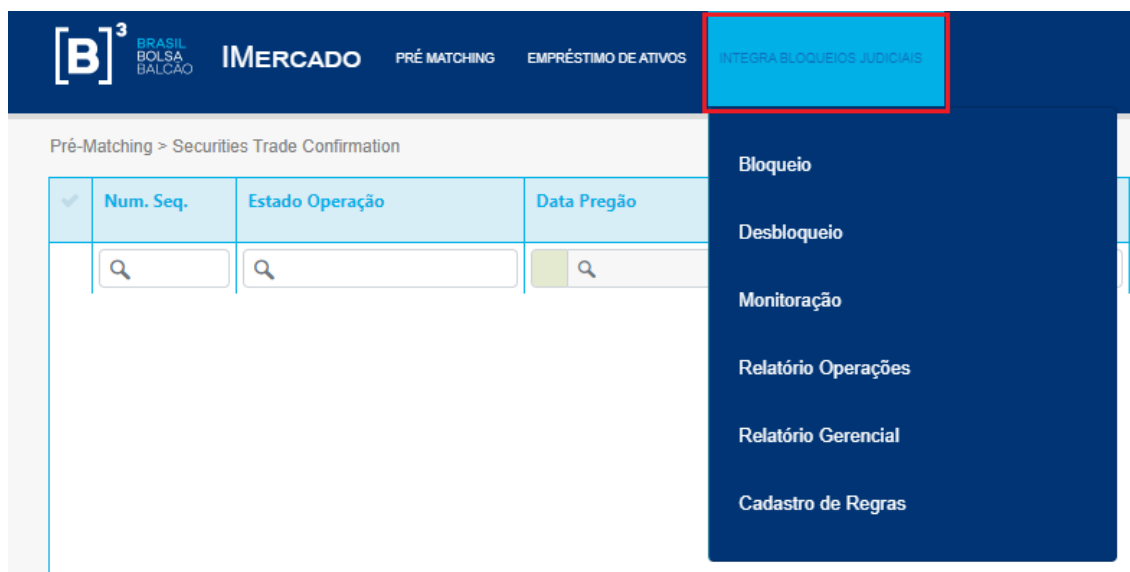 [B]³
BRASIL
BOLSA
BALCÃO
IMERCADO
PRÉ MATCHING
EMPRÉSTIMO DE ATIVOS
INTEGRA BLOQUEIOS JUDICIAIS
Pré-Matching > Securities Trade Confirmation
Num. Seq.
Estado Operação
Data Pregão
Bloqueio
Desbloqueio
Monitoração
Relatório Operações
Relatório Gerencial
Cadastro de Regras